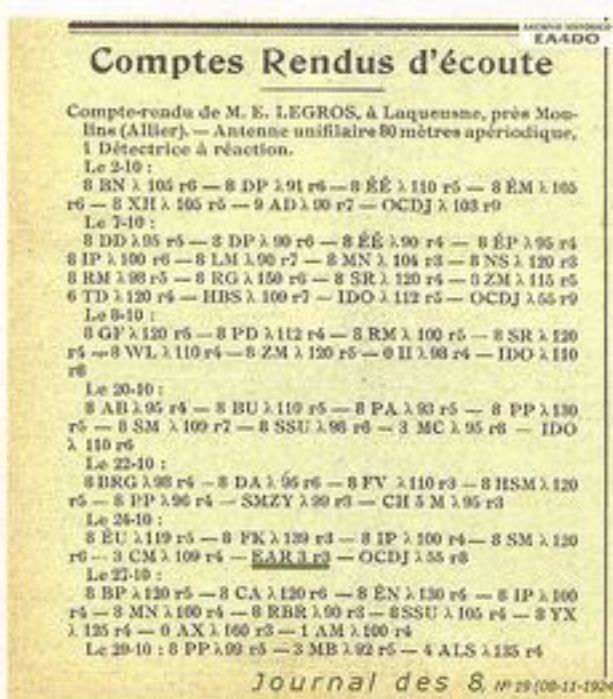 ARCHIVO HISTORICO
EA4DO
Comptes Rendus d'écoute
Compte-rendu de M. E. LEGROS, à Laqueusne, près Mou-
lins (Allier). — Antenne unifilaire 80 mètres apériodique,
1 Détectrice à réaction.
Le 2-10 :
8 BN λ 105 r6 — 8 DP λ 91 r6 — 8 ÉÉ λ 110 r5 — 8 ÉM λ 105
r6 — 8 XH λ 105 r5 — 9 AD λ 90 r7 — OCDJ λ 103 r9
Le 7-10 :
8 DD λ 95 r5 — 8 DP λ 90 r6 — 8 ÉÉ λ 90 r4 — 8 ÉP λ 95 r4
8 IP λ 100 r6 — 8 LM λ 90 r7 — 8 MN λ 104 r3 — 8 NS λ 120 r3
8 RM λ 98 r5 — 8 RG λ 150 r6 — 8 SR λ 120 r4 — 8 ZM λ 115 r5
6 TD λ 120 r4 — HBS λ 109 r7 — IDO λ 112 r5 — OCDJ λ 55 r9
Le 8-10 :
8 GF λ 120 r6 — 8 PD λ 112 r4 — 8 RM λ 100 r5 — 8 SR λ 120
r4 — 8 WL λ 110 r4 — 8 ZM λ 120 r5 — 0 II λ 98 r4 — IDO λ 110
r6
Le 20-10 :
8 AB λ 95 r4 — 8 BU λ 110 r5 — 8 PA λ 93 r5 — 8 PP λ 130
r5 — 8 SM λ 109 r7 — 8 SSU λ 96 r6 — 3 MC λ 95 r6 — IDO
λ 110 r6
Le 22-10 :
8 BRG λ 98 r4 — 8 DA λ 96 r6 — 8 FV λ 110 r3 — 8 HSM λ 120
r5 — 8 PP λ 96 r4 — SMZY λ 99 r3 — CH 5 M λ 95 r3
Le 24-10 :
8 ÈU λ 119 r5 — 8 FK λ 139 r3 — 8 IP λ 100 r4 — 8 SM λ 120
r6 — 3 CM λ 109 r4 — EAR 3 r3 — OCDJ λ 55 r8
Le 27-10 :
8 BP λ 120 r5 — 8 CA λ 120 r6 — 8 ÉN λ 130 r4 — 8 IP λ 100
r4 — 8 MN λ 100 r4 — 8 RBR λ 90 r3 — 8 SSU λ 105 r4 — 8 YX
λ 125 r4 — 0 AX λ 160 r3 — 1 AM λ 100 r4
Le 29-10 : 8 PP λ 99 r5 — 3 MB λ 92 r5 — 4 ALS λ 135 r4
Journal des 8 Nº 19 (08-11-1924